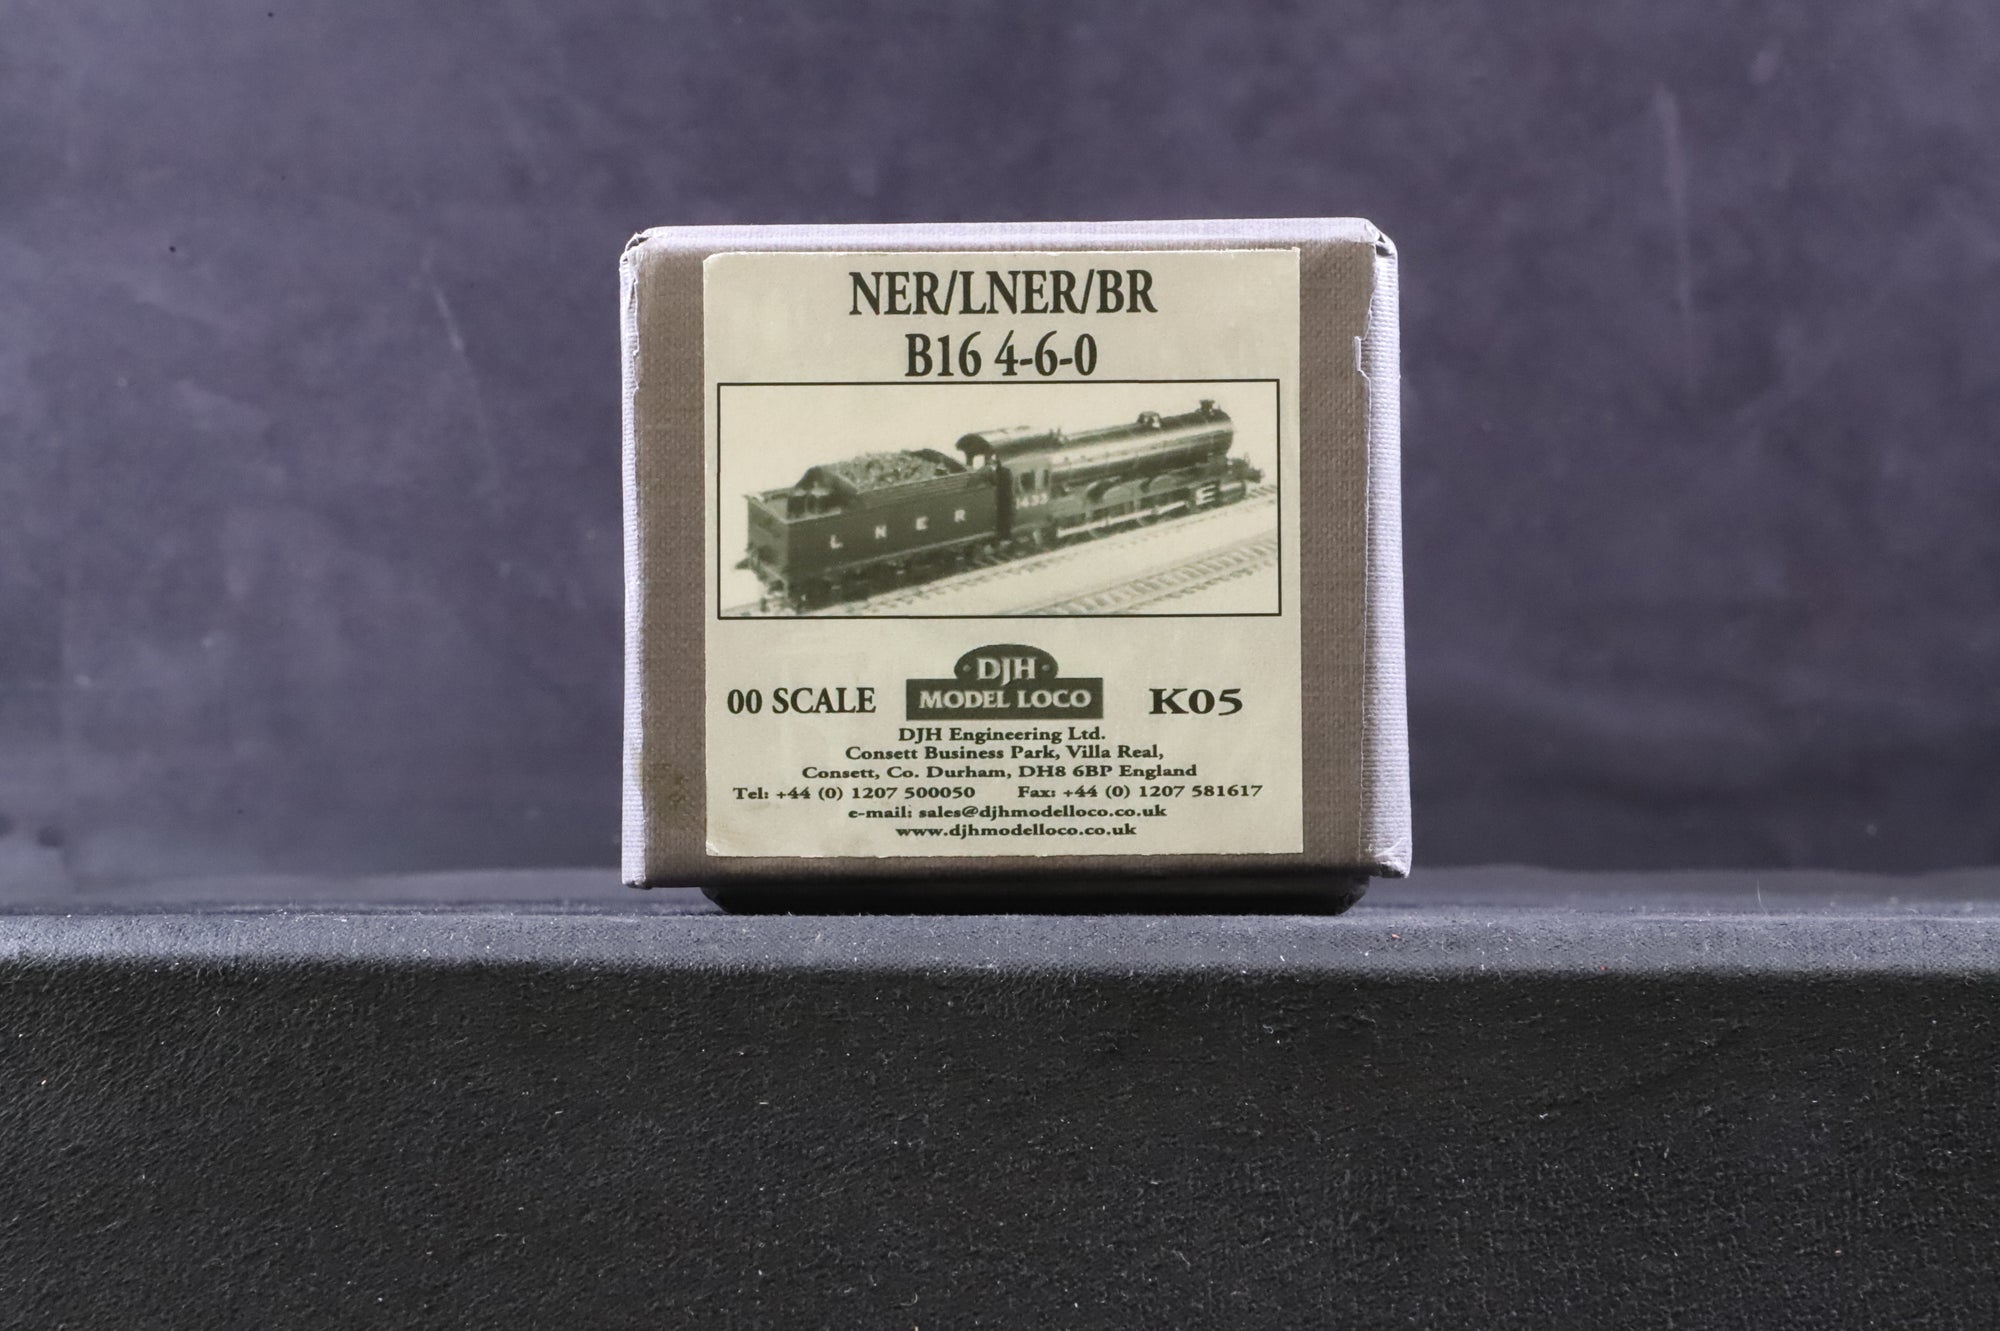 NER/LNER/BR
B16 4-6-0
L N E R
DJH
00 SCALE MODEL LOCO K05
DJH Engineering Ltd.
Consett Business Park, Villa Real,
Consett, Co. Durham, DH8 6BP England
Tel: +44 (0) 1207 500050 Fax: +44 (0) 1207 581617
e-mail: sales@djhmodelloco.co.uk
www.djhmodelloco.co.uk